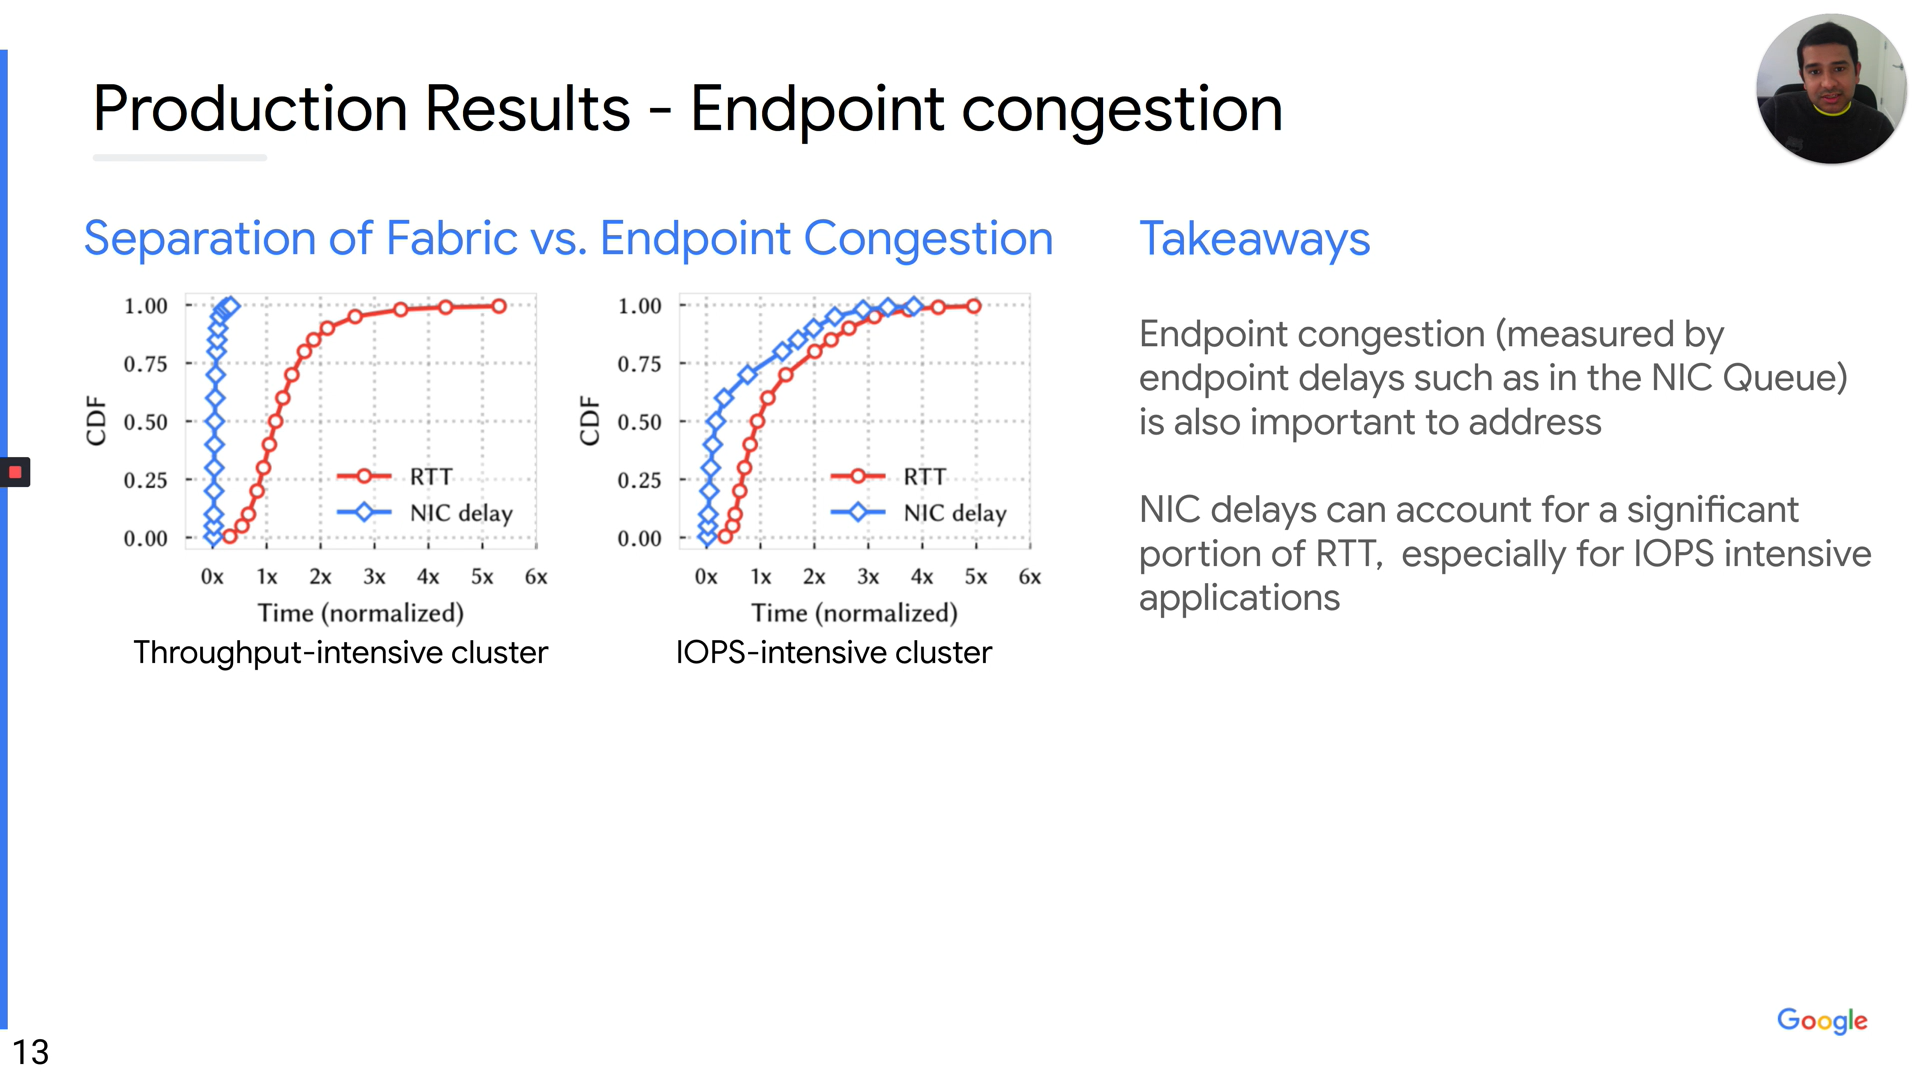 Production Results - Endpoint congestion
Separation of Fabric vs. Endpoint Congestion
1.00
0.75
0.50
0.25
0.00
CDF
RTT
NIC delay
0x 1x 2x 3x 4x 5x 6x
Time (normalized)
Throughput-intensive cluster
1.00
0.75
0.50
0.25
0.00
CDF
RTT
NIC delay
0x 1x 2x 3x 4x 5x 6x
Time (normalized)
IOPS-intensive cluster
Takeaways
Endpoint congestion (measured by
endpoint delays such as in the NIC Queue)
is also important to address
NIC delays can account for a significant
portion of RTT, especially for IOPS intensive
applications
Google
13